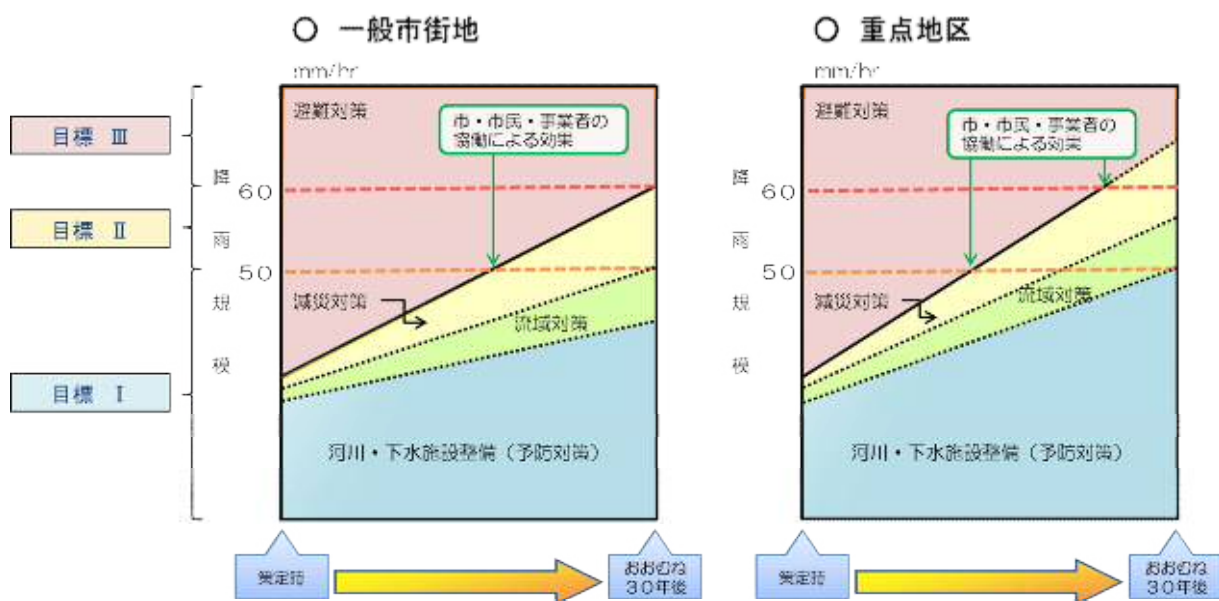 ○ 一般市街地
mm/hr
避難対策
市・市民・事業者の
協働による効果
目標 Ⅲ
目標 Ⅱ
目標 Ⅰ
降雨規模
60
50
減災対策
流域対策
河川・下水施設整備（予防対策）
策定時
おおむね
30年後
○ 重点地区
mm/hr
避難対策
市・市民・事業者の
協働による効果
降雨規模
60
50
減災対策
流域対策
河川・下水施設整備（予防対策）
策定時
おおむね
30年後